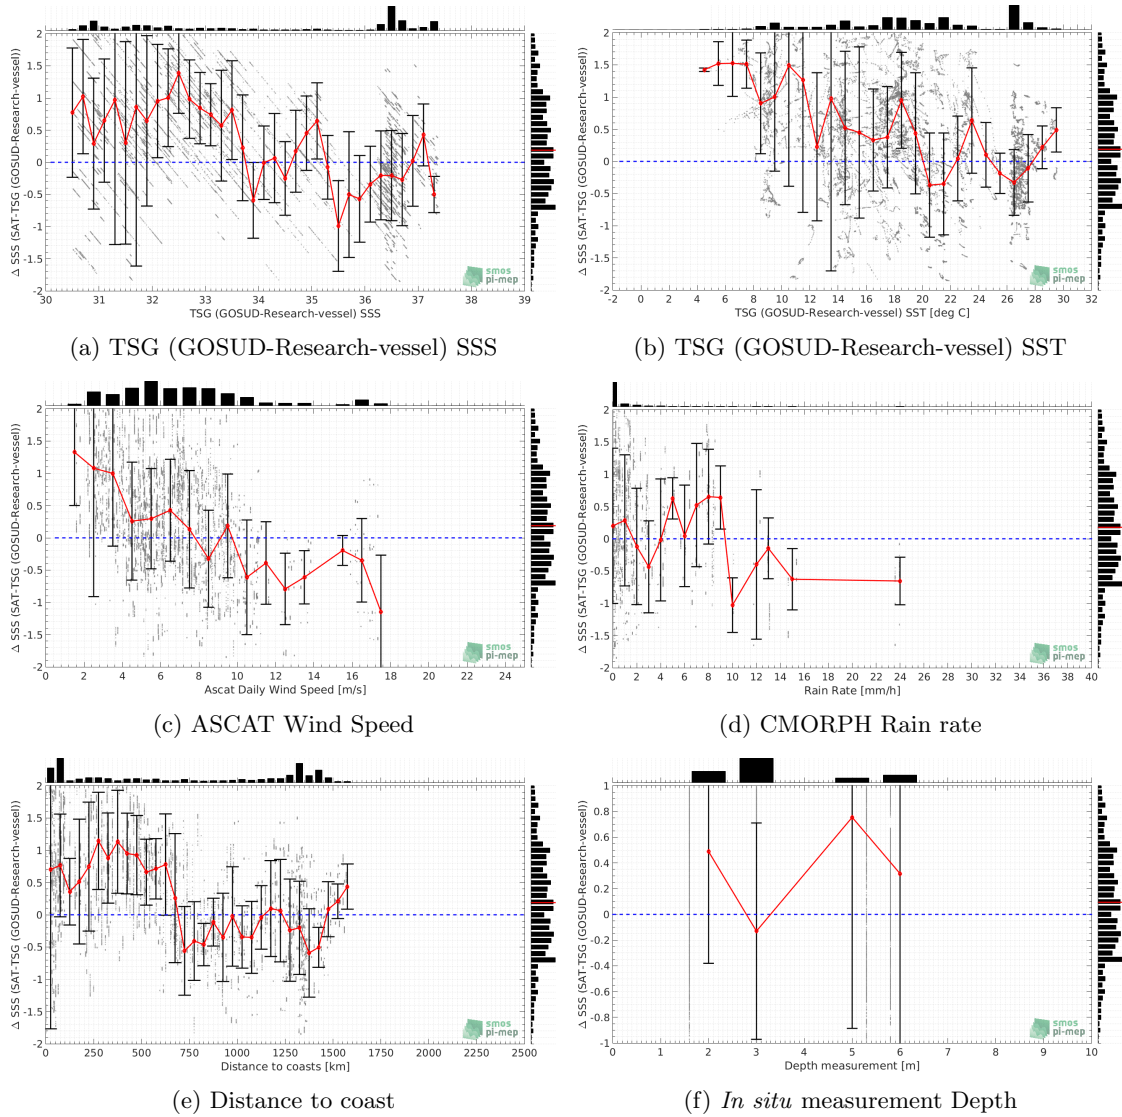 Δ SSS (SAT-TSG (GOSUD-Research-vessel))
2
1.5
1
0.5
0
-0.5
-1
-1.5
-2
30 31 32 33 34 35 36 37 38 39
TSG (GOSUD-Research-vessel) SSS
smos
pi-mep
(a) TSG (GOSUD-Research-vessel) SSS
Δ SSS (SAT-TSG (GOSUD-Research-vessel))
2
1.5
1
0.5
0
-0.5
-1
-1.5
-2
-2 0 2 4 6 8 10 12 14 16 18 20 22 24 26 28 30 32
TSG (GOSUD-Research-vessel) SST [deg C]
smos
pi-mep
(b) TSG (GOSUD-Research-vessel) SST
Δ SSS (SAT-TSG (GOSUD-Research-vessel))
2
1.5
1
0.5
0
-0.5
-1
-1.5
-2
0 2 4 6 8 10 12 14 16 18 20 22 24
Ascat Daily Wind Speed [m/s]
smos
pi-mep
(c) ASCAT Wind Speed
Δ SSS (SAT-TSG (GOSUD-Research-vessel))
2
1.5
1
0.5
0
-0.5
-1
-1.5
-2
0 2 4 6 8 10 12 14 16 18 20 22 24 26 28 30 32 34 36 38 40
Rain Rate [mm/h]
smos
pi-mep
(d) CMORPH Rain rate
Δ SSS (SAT-TSG (GOSUD-Research-vessel))
2
1.5
1
0.5
0
-0.5
-1
-1.5
-2
0 250 500 750 1000 1250 1500 1750 2000 2250 2500
Distance to coasts [km]
smos
pi-mep
(e) Distance to coast
Δ SSS (SAT-TSG (GOSUD-Research-vessel))
1
0.8
0.6
0.4
0.2
0
-0.2
-0.4
-0.6
-0.8
-1
0 1 2 3 4 5 6 7 8 9 10
Depth measurement [m]
smos
pi-mep
(f) In situ measurement Depth